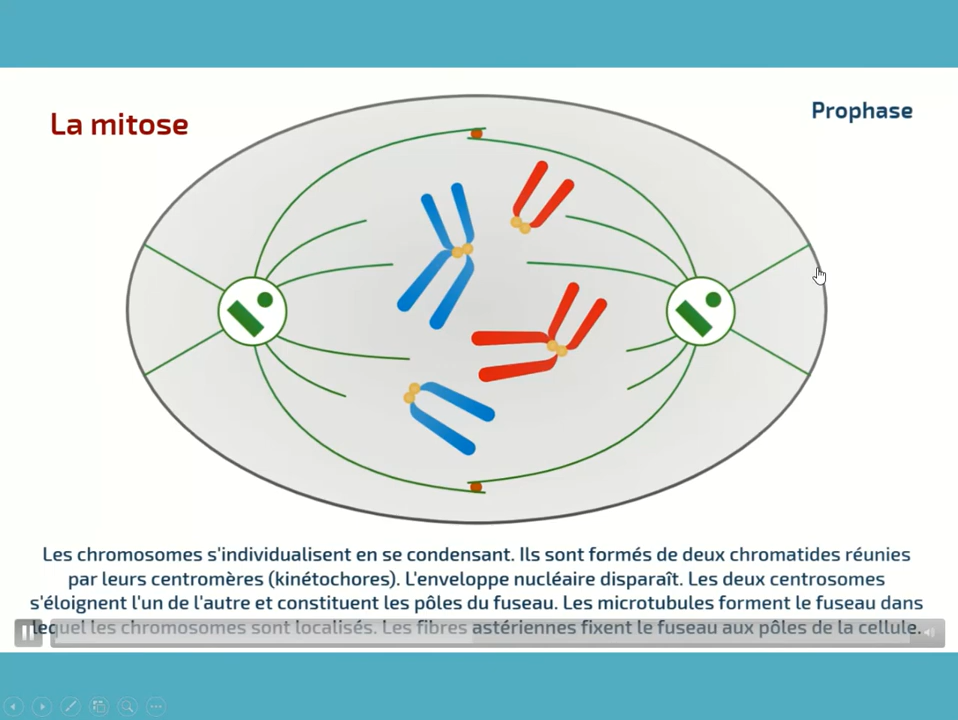 La mitose
Prophase
Les chromosomes s'individualisent en se condensant. Ils sont formés de deux chromatides réunies
par leurs centromères (kinétochores). L'enveloppe nucléaire disparaît. Les deux centrosomes
s'éloignent l'un de l'autre et constituent les pôles du fuseau. Les microtubules forment le fuseau dans
lequel les chromosomes sont localisés. Les fibres astériennes fixent le fuseau aux pôles de la cellule.